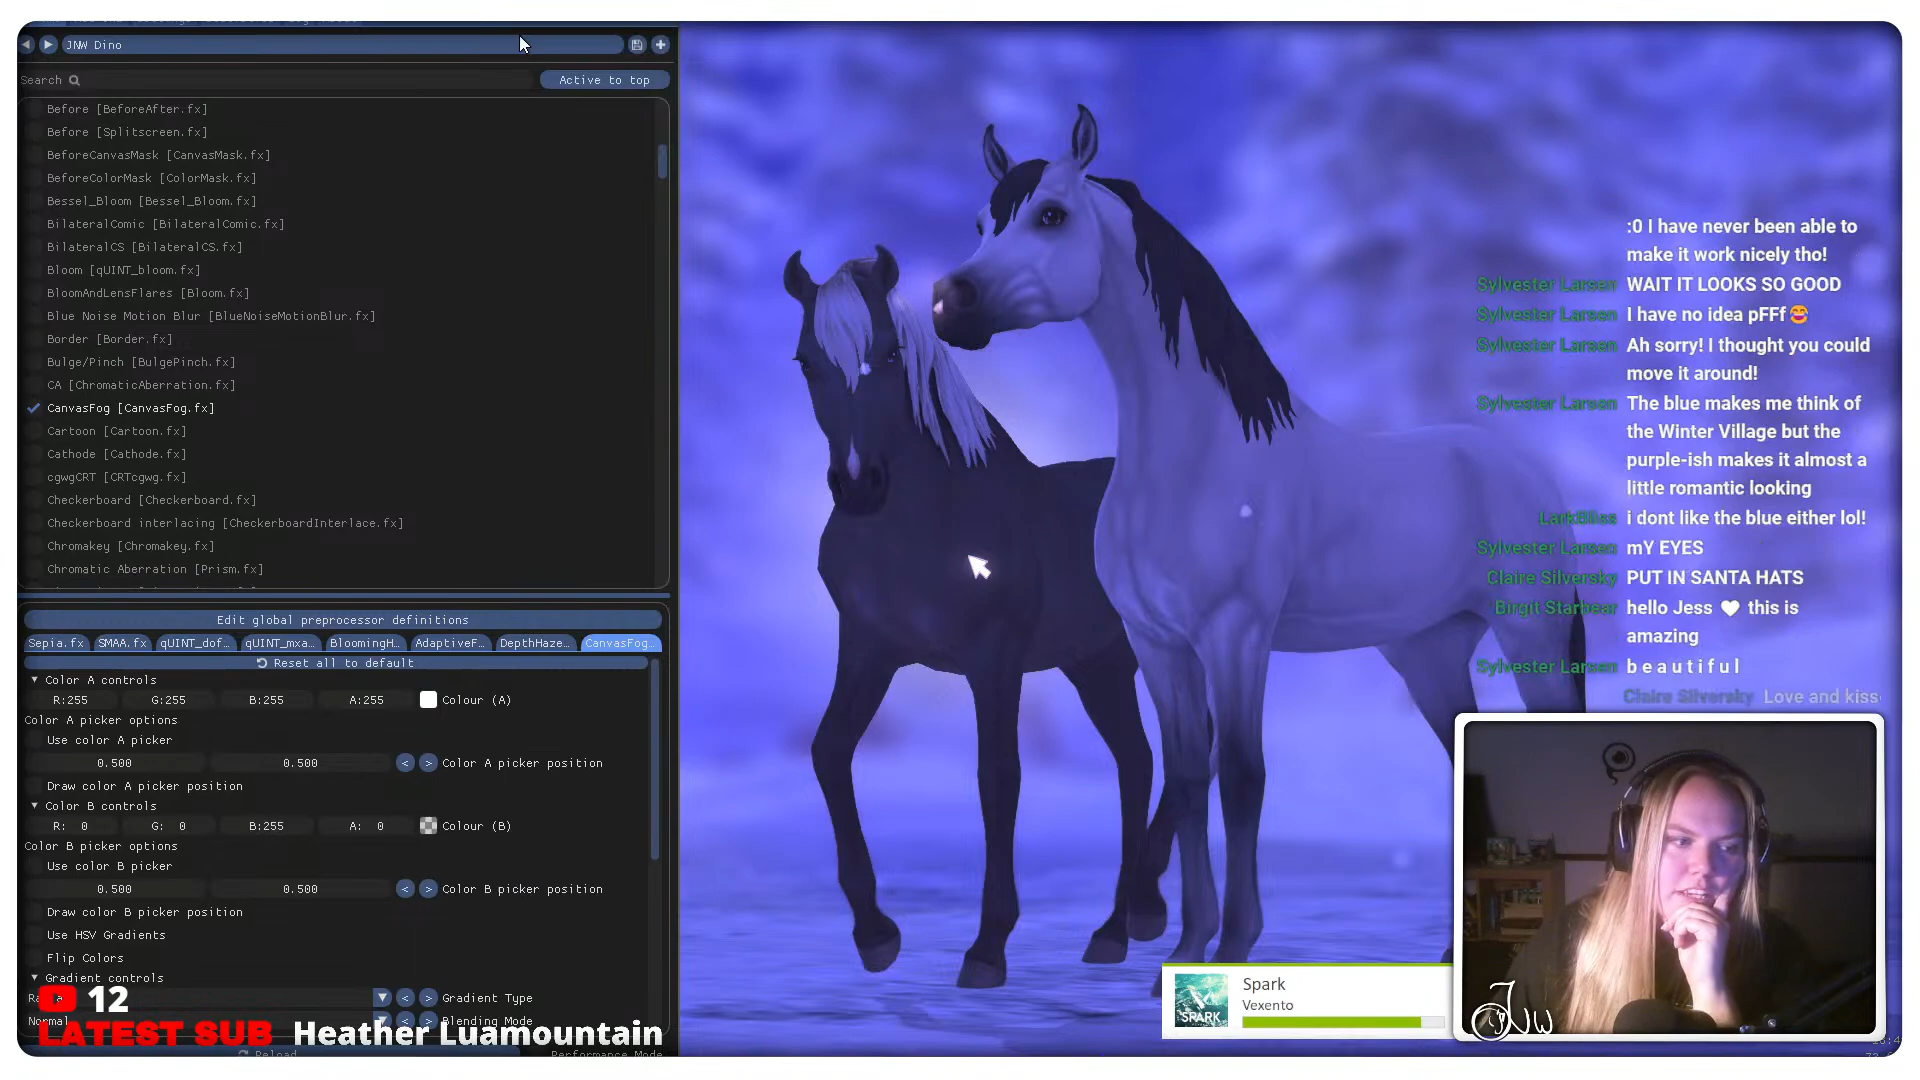 JNW Dino
Search
Active to top
Before [BeforeAfter.fx]
Before [Splitscreen.fx]
BeforeCanvasMask [CanvasMask.fx]
BeforeColorMask [ColorMask.fx]
Bessel_Bloom [Bessel_Bloom.fx]
BilateralComic [BilateralComic.fx]
BilateralCS [BilateralCS.fx]
Bloom [qUINT_bloom.fx]
BloomAndLensFlares [Bloom.fx]
Blue Noise Motion Blur [BlueNoiseMotionBlur.fx]
Border [Border.fx]
Bulge/Pinch [BulgePinch.fx]
CA [ChromaticAberration.fx]
CanvasFog [CanvasFog.fx]
Cartoon [Cartoon.fx]
Cathode [Cathode.fx]
cgwgCRT [CRTcgwg.fx]
Checkerboard [Checkerboard.fx]
Checkerboard interlacing [CheckerboardInterlace.fx]
Chromakey [Chromakey.fx]
Chromatic Aberration [Prism.fx]
Edit global preprocessor definitions
Sepia.fx SMAA.fx qUINT_dof... qUINT_mxa... BloomingH... AdaptiveF... DepthHaze... CanvasFog...
Reset all to default
Color A controls
R:255 G:255 B:255 A:255 Colour (A)
Color A picker options
Use color A picker
0.500 0.500 < > Color A picker position
Draw color A picker position
Color B controls
R: 0 G: 0 B:255 A: 0 Colour (B)
Color B picker options
Use color B picker
0.500 0.500 < > Color B picker position
Draw color B picker position
Use HSV Gradients
Flip Colors
Gradient controls
< > Gradient Type
Normal < > Blending Mode
Reload Performance Mode
12
LATEST SUB Heather Luamountain
:0 I have never been able to
make it work nicely tho!
Sylvester Larsen WAIT IT LOOKS SO GOOD
Sylvester Larsen I have no idea pFFf😂
Sylvester Larsen Ah sorry! I thought you could
move it around!
Sylvester Larsen The blue makes me think of
the Winter Village but the
purple-ish makes it almost a
little romantic looking
LarkBliss i dont like the blue either lol!
Sylvester Larsen mY EYES
Claire Silversky PUT IN SANTA HATS
Birgit Starbear hello Jess ♥ this is
amazing
Sylvester Larsen b e a u t i f u l
Claire Silversky Love and kiss
Spark
Vexento
SPARK
JNW